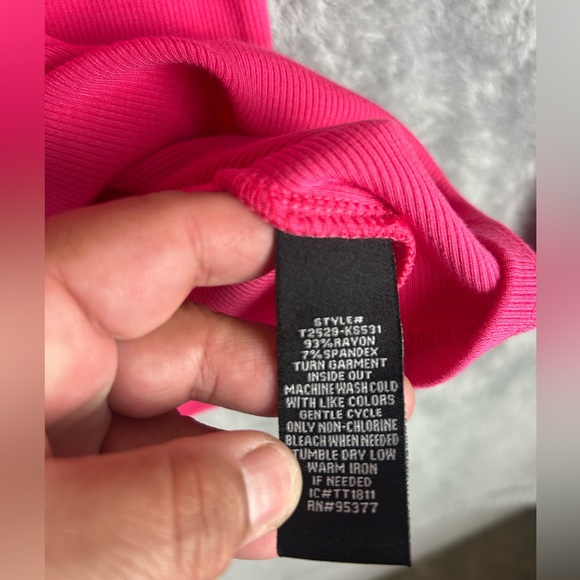 STYLE#
T2529-KSS31
93%RAYON
7%SPANDEX
TURN GARMENT
INSIDE OUT
MACHINE WASH COLD
WITH LIKE COLORS
GENTLE CYCLE
ONLY NON-CHLORINE
BLEACH WHEN NEEDED
TUMBLE DRY LOW
WARM IRON
IF NEEDED
IC#TT1811
RN#95377